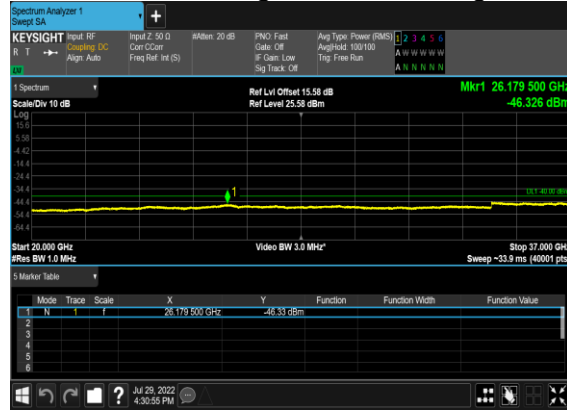 Spectrum Analyzer 1
Swept SA
+
KEYSIGHT Input: RF
R T Coupling: DC
Align: Auto
LXI
Input Z: 50 Ω
Corr CCorr
Freq Ref: Int (S)
#Atten: 20 dB
PNO: Fast
Gate: Off
IF Gain: Low
Sig Track: Off
Avg Type: Power (RMS)
Avg|Hold: 100/100
Trig: Free Run
1 2 3 4 5 6
A W W W W W
A N N N N N
1 Spectrum
Ref Lvl Offset 15.58 dB
Mkr1 26.179 500 GHz
Scale/Div 10 dB
Ref Level 25.58 dBm
-46.326 dBm
Log
15.6
5.58
-4.42
-14.4
-24.4
-34.4
1
DL1 -40.00 dBm
-44.4
-54.4
-64.4
Start 20.000 GHz
Video BW 3.0 MHz*
Stop 37.000 GHz
#Res BW 1.0 MHz
Sweep ~33.9 ms (40001 pts)
5 Marker Table
Mode Trace Scale X Y Function Function Width Function Value
1 N 1 f 26.179 500 GHz -46.33 dBm
2
3
4
5
6
?
Jul 29, 2022
4:30:55 PM